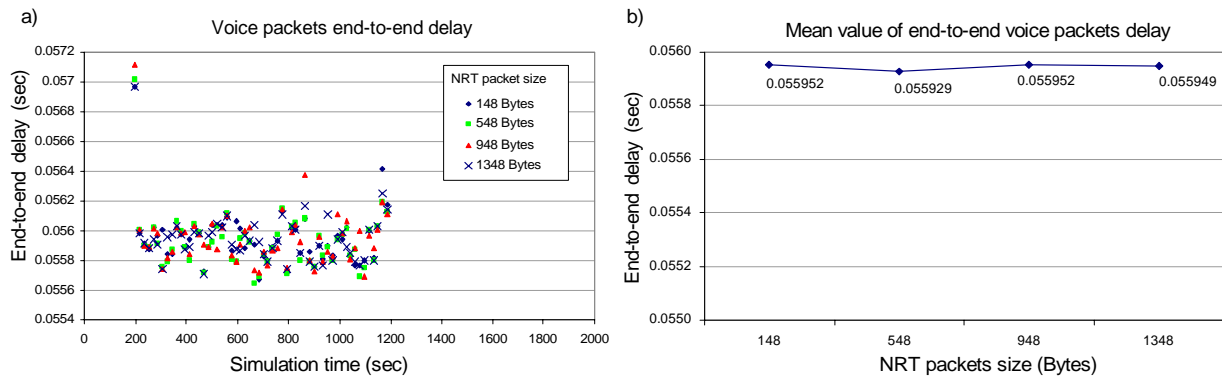 a)
Voice packets end-to-end delay
End-to-end delay (sec)
0.0572
0.057
0.0568
0.0566
0.0564
0.0562
0.056
0.0558
0.0556
0.0554
NRT packet size
148 Bytes
548 Bytes
948 Bytes
1348 Bytes
0 200 400 600 800 1000 1200 1400 1600 1800 2000
Simulation time (sec)
b)
Mean value of end-to-end voice packets delay
End-to-end delay (sec)
0.0560
0.0558
0.0556
0.0554
0.0552
0.0550
0.055952 0.055929 0.055952 0.055949
148 548 948 1348
NRT packets size (Bytes)